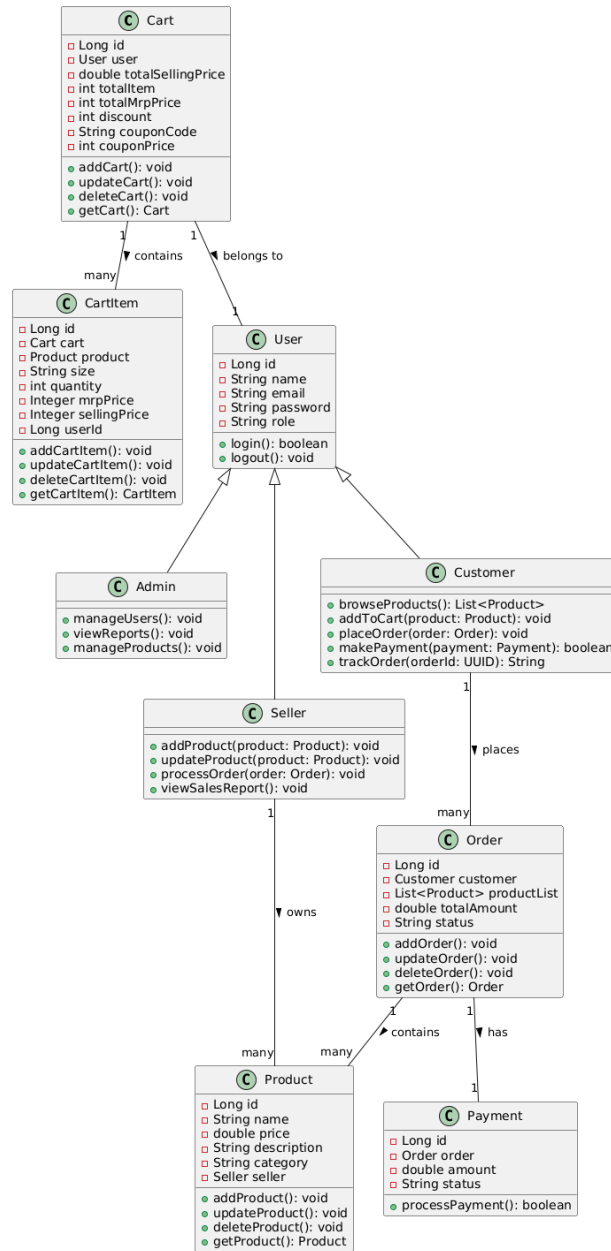 C Cart
Long id
User user
double totalSellingPrice
int totalItem
int totalMrpPrice
int discount
String couponCode
int couponPrice
addCart(): void
updateCart(): void
deleteCart(): void
getCart(): Cart
1
1
contains
belongs to
many
1
C CartItem
Long id
Cart cart
Product product
String size
int quantity
Integer mrpPrice
Integer sellingPrice
Long userId
addCartItem(): void
updateCartItem(): void
deleteCartItem(): void
getCartItem(): CartItem
C User
Long id
String name
String email
String password
String role
login(): boolean
logout(): void
C Admin
manageUsers(): void
viewReports(): void
manageProducts(): void
C Customer
browseProducts(): List<Product>
addToCart(product: Product): void
placeOrder(order: Order): void
makePayment(payment: Payment): boolean
trackOrder(orderId: UUID): String
C Seller
addProduct(product: Product): void
updateProduct(product: Product): void
processOrder(order: Order): void
viewSalesReport(): void
1
places
many
1
owns
many
C Order
Long id
Customer customer
List<Product> productList
double totalAmount
String status
addOrder(): void
updateOrder(): void
deleteOrder(): void
getOrder(): Order
1
1
contains
has
many
1
C Product
Long id
String name
double price
String description
String category
Seller seller
addProduct(): void
updateProduct(): void
deleteProduct(): void
getProduct(): Product
C Payment
Long id
Order order
double amount
String status
processPayment(): boolean